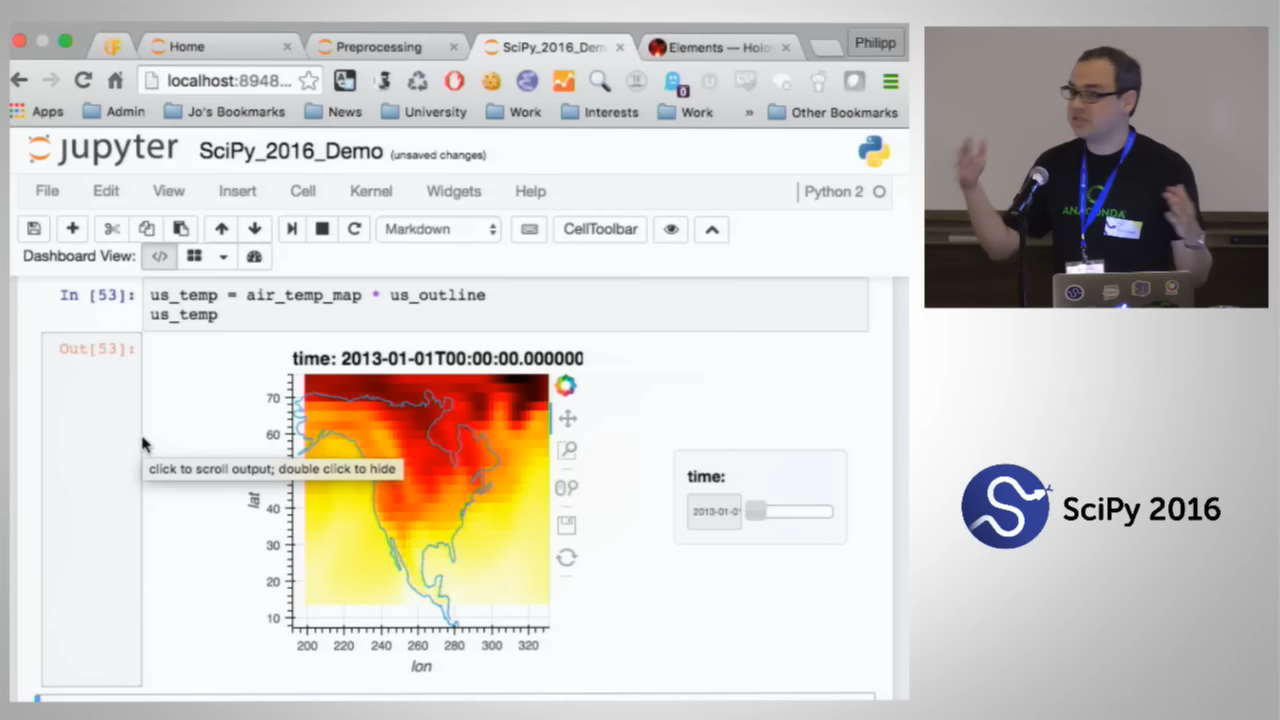 Home
Preprocessing
SciPy_2016_Dem
Elements — Holo
Philipp
localhost:8948...
0
Apps
Admin
Jo's Bookmarks
News
University
Work
Interests
Work
»
Other Bookmarks
jupyter SciPy_2016_Demo (unsaved changes)
File Edit View Insert Cell Kernel Widgets Help
Python 2
Markdown
CellToolbar
Dashboard View: </>
In [53]: us_temp = air_temp_map * us_outline
us_temp
Out[53]:
time: 2013-01-01T00:00:00.000000
70
60
click to scroll output; double click to hide
lat
40
30
20
10
200 220 240 260 280 300 320
lon
time:
2013-01-01
ANACONDA
SciPy 2016